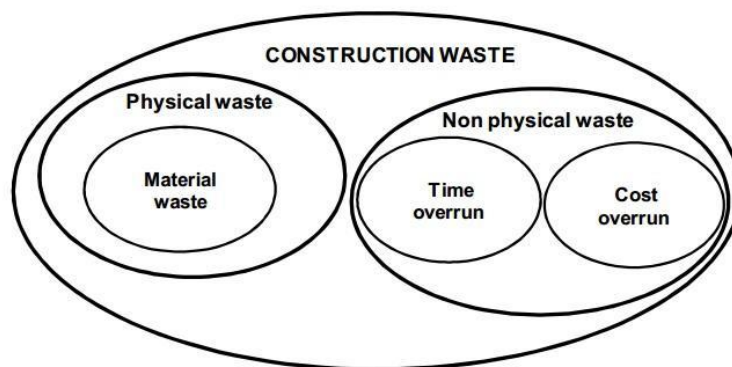 CONSTRUCTION WASTE
Physical waste
Non physical waste
Material
waste
Time
overrun
Cost
overrun